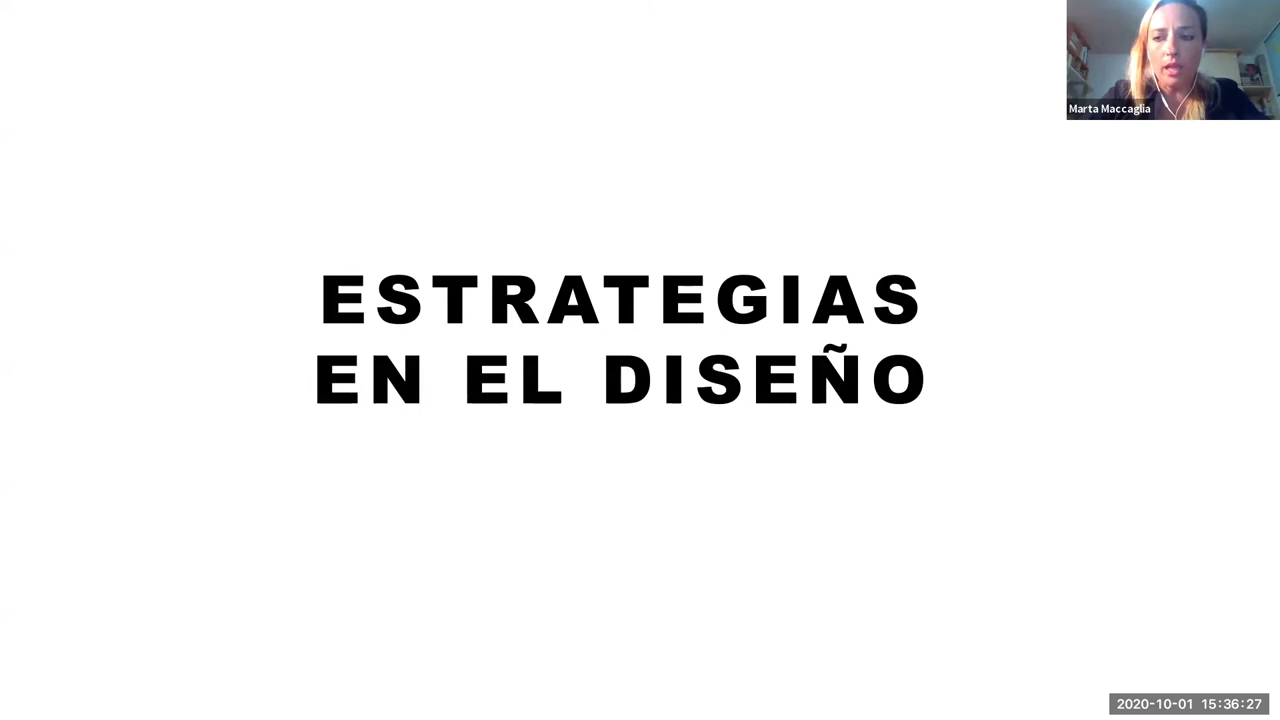 Marta Maccaglia
ESTRATEGIAS
EN EL DISEÑO
2020-10-01 15:36:27